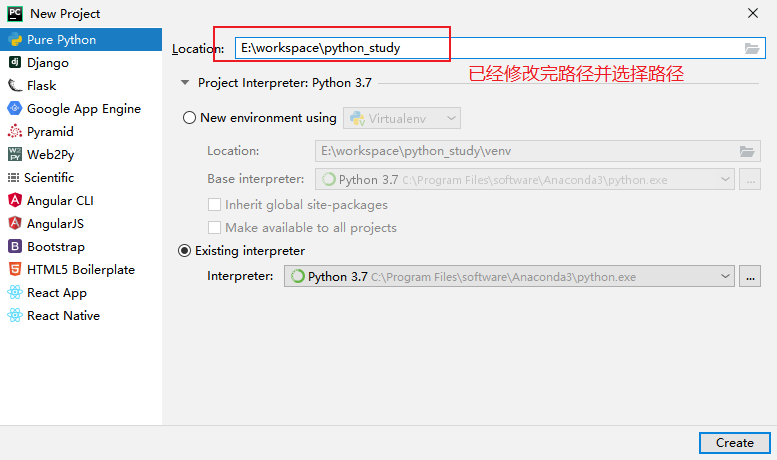 New Project
Pure Python
Django
Flask
Google App Engine
Pyramid
Web2Py
Scientific
Angular CLI
AngularJS
Bootstrap
HTML5 Boilerplate
React App
React Native
Location: E:\workspace\python_study
已经修改完路径并选择路径
Project Interpreter: Python 3.7
New environment using Virtualenv
Location: E:\workspace\python_study\venv
Base interpreter: Python 3.7 C:\Program Files\software\Anaconda3\python.exe ...
Inherit global site-packages
Make available to all projects
Existing interpreter
Interpreter: Python 3.7 C:\Program Files\software\Anaconda3\python.exe ...
Create